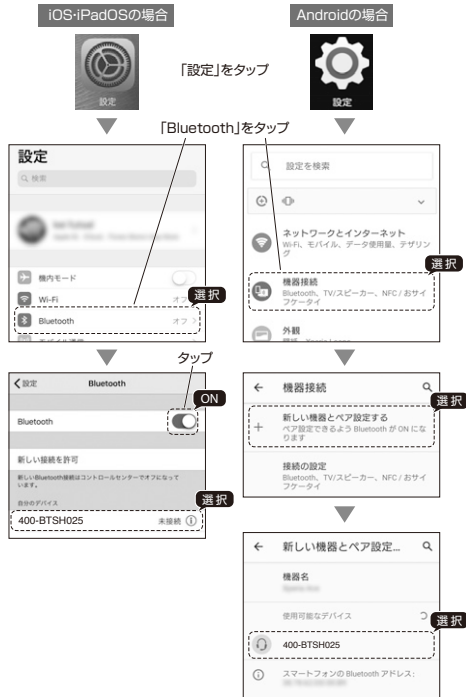 iOS・iPadOSの場合
設定
「設定」をタップ
「Bluetooth」をタップ
設定
検索
機内モード
Wi-Fi
オフ
選択
Bluetooth
オフ
タップ
設定
Bluetooth
ON
Bluetooth
新しい接続を許可
新しいBluetooth接続はコントロールセンターでオフになって
います。
自分のデバイス
選択
400-BTSH025
未接続
Androidの場合
設定
設定を検索
ネットワークとインターネット
Wi-Fi、モバイル、データ使用量、テザリン
グ
選択
機器接続
Bluetooth、TV/スピーカー、NFC / おサイ
フケータイ
外観
機器接続
選択
新しい機器とペア設定する
ペア設定できるよう Bluetooth が ON にな
ります
接続の設定
Bluetooth、TV/スピーカー、NFC / おサイ
フケータイ
新しい機器とペア設定...
機器名
使用可能なデバイス
選択
400-BTSH025
スマートフォンの Bluetooth アドレス: